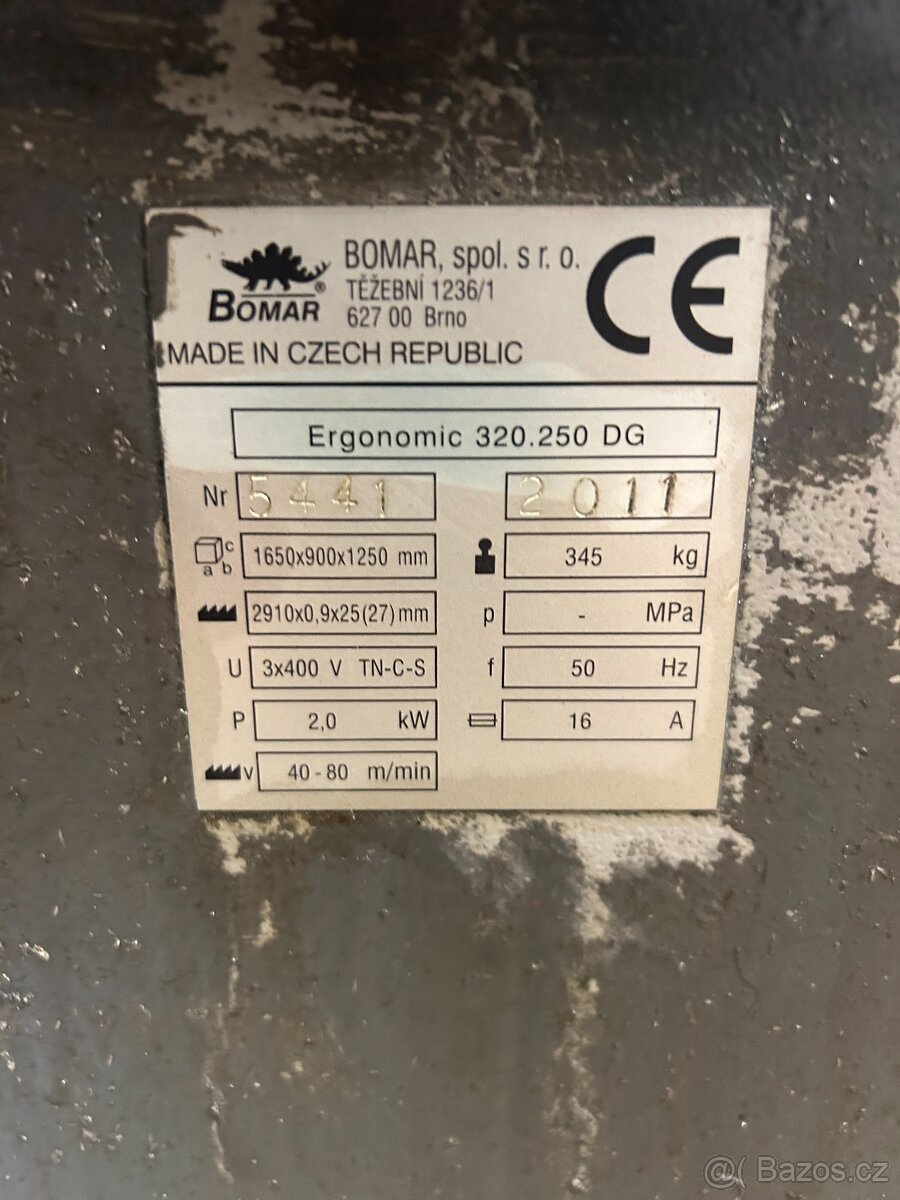 BOMAR®
BOMAR, spol. s r. o.
TĚŽEBNÍ 1236/1
627 00 Brno
CE
MADE IN CZECH REPUBLIC
Ergonomic 320.250 DG
Nr 5441 2011
a b c 1650x900x1250 mm 345 kg
2910x0,9x25(27)mm p - MPa
U 3x400 V TN-C-S f 50 Hz
P 2,0 kW 16 A
v 40 - 80 m/min
@ Bazos.cz